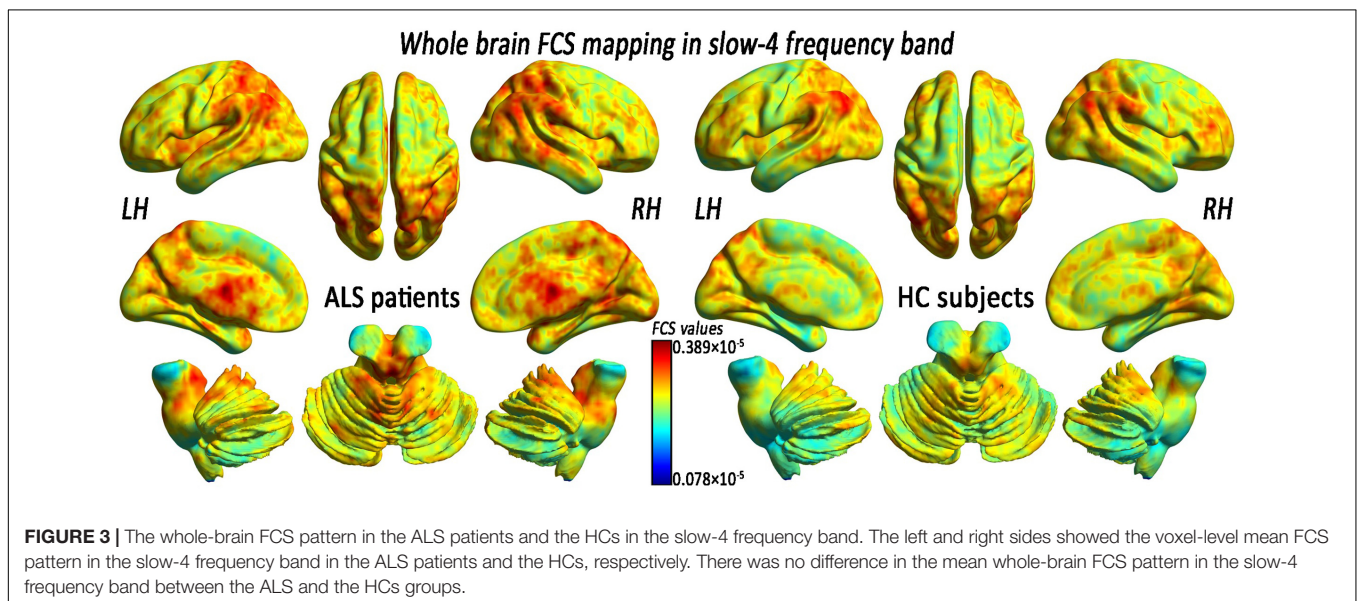 Whole brain FCS mapping in slow-4 frequency band
LH
RH
LH
RH
ALS patients
HC subjects
FCS values
0.389×10⁻⁵
0.078×10⁻⁵
FIGURE 3 | The whole-brain FCS pattern in the ALS patients and the HCs in the slow-4 frequency band. The left and right sides showed the voxel-level mean FCS
pattern in the slow-4 frequency band in the ALS patients and the HCs, respectively. There was no difference in the mean whole-brain FCS pattern in the slow-4
frequency band between the ALS and the HCs groups.